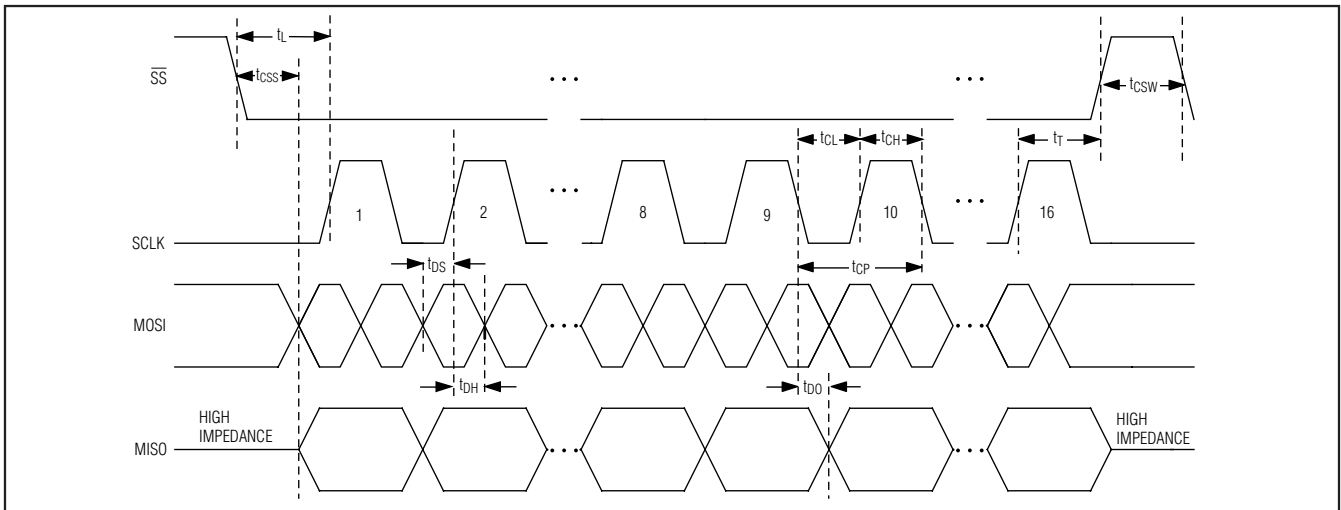 tL
SS
tCSS
• • •
• • •
tCSW
tCL
tCH
tT
SCLK
1
2
• • •
8
9
10
• • •
16
tDS
tCP
MOSI
• • •
• • •
tDH
tDO
MISO
HIGH
IMPEDANCE
• • •
• • •
HIGH
IMPEDANCE